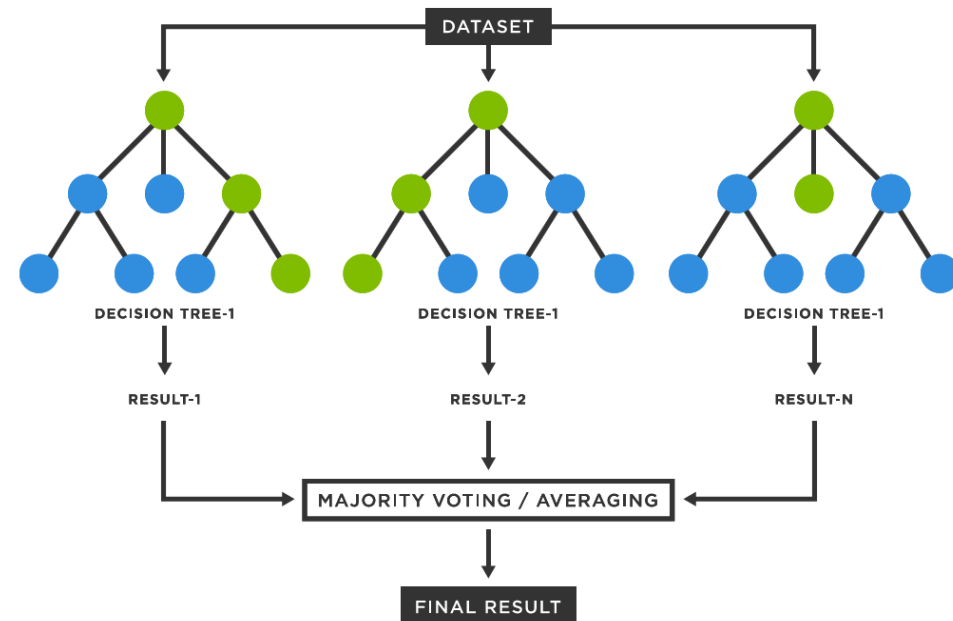 DATASET
DECISION TREE-1
DECISION TREE-1
DECISION TREE-1
RESULT-1
RESULT-2
RESULT-N
MAJORITY VOTING / AVERAGING
FINAL RESULT